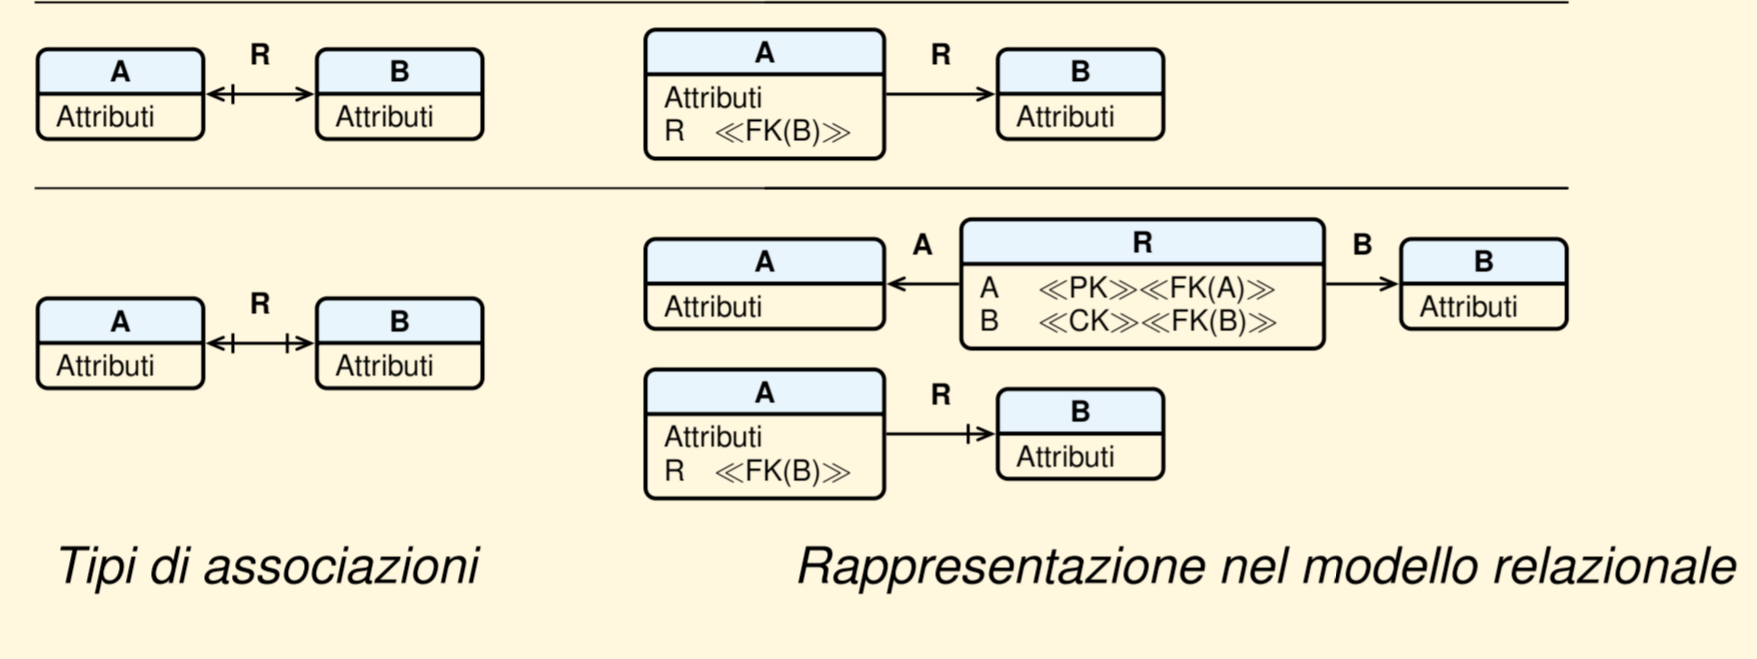 A R B
Attributi Attributi
A R B
Attributi
R ≪FK(B)≫
Attributi
A R B
Attributi Attributi
A A R B B
Attributi
A ≪PK≫≪FK(A)≫
B ≪CK≫≪FK(B)≫
Attributi
A R B
Attributi
R ≪FK(B)≫
Attributi
Tipi di associazioni
Rappresentazione nel modello relazionale